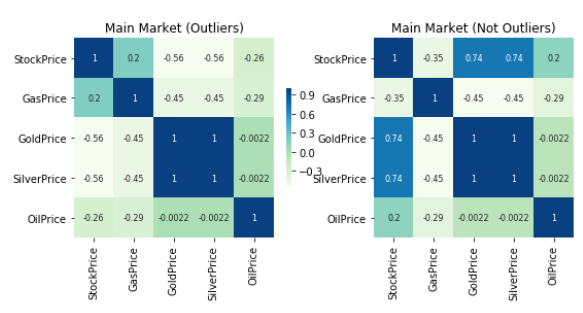 Main Market (Outliers)
StockPrice 1 0.2 -0.56 -0.56 -0.26
GasPrice 0.2 1 -0.45 -0.45 -0.29
GoldPrice -0.56 -0.45 1 1 -0.0022
SilverPrice -0.56 -0.45 1 1 -0.0022
OilPrice -0.26 -0.29 -0.0022 -0.0022 1
StockPrice GasPrice GoldPrice SilverPrice OilPrice
0.9
0.6
0.3
0.0
−0.3
Main Market (Not Outliers)
StockPrice 1 -0.35 0.74 0.74 0.2
GasPrice -0.35 1 -0.45 -0.45 -0.29
GoldPrice 0.74 -0.45 1 1 -0.0022
SilverPrice 0.74 -0.45 1 1 -0.0022
OilPrice 0.2 -0.29 -0.0022 -0.0022 1
StockPrice GasPrice GoldPrice SilverPrice OilPrice